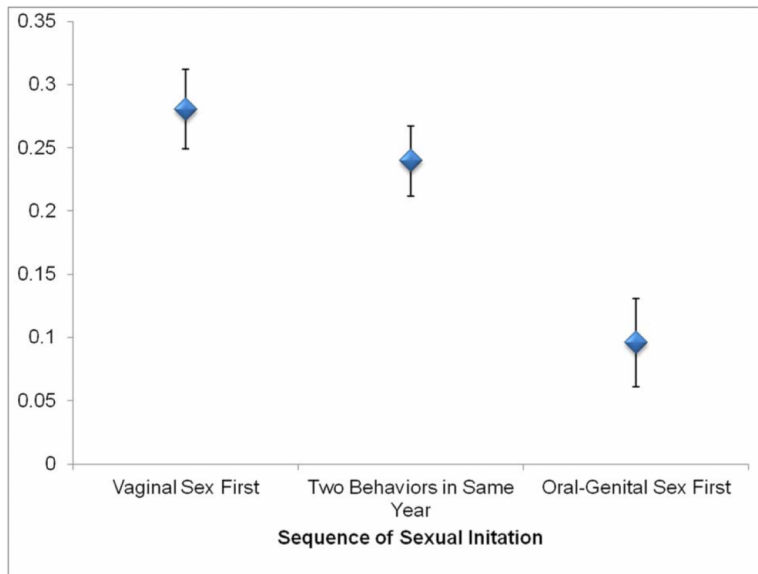 0.35
0.3
0.25
0.2
0.15
0.1
0.05
0
Vaginal Sex First
Two Behaviors in Same
Year
Oral-Genital Sex First
Sequence of Sexual Initation